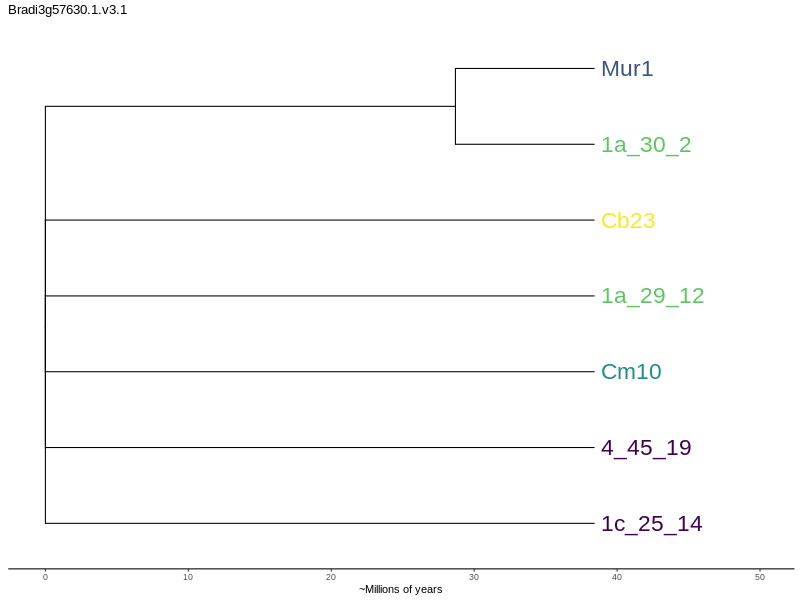 Bradi3g57630.1.v3.1
Mur1
1a_30_2
Cb23
1a_29_12
Cm10
4_45_19
1c_25_14
0 10 20 30 40 50
~Millions of years